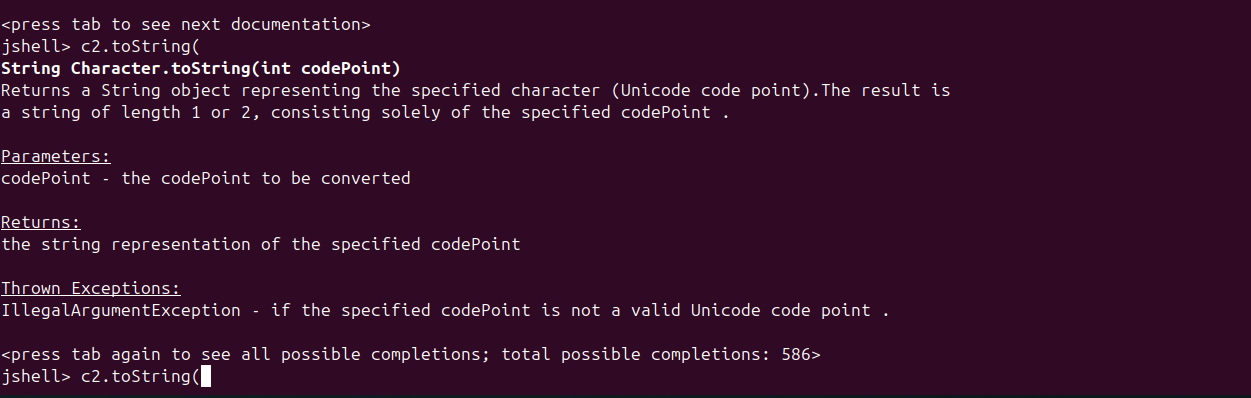 <press tab to see next documentation>
jshell> c2.toString(
String Character.toString(int codePoint)
Returns a String object representing the specified character (Unicode code point).The result is
a string of length 1 or 2, consisting solely of the specified codePoint .
Parameters:
codePoint - the codePoint to be converted
Returns:
the string representation of the specified codePoint
Thrown Exceptions:
IllegalArgumentException - if the specified codePoint is not a valid Unicode code point .
<press tab again to see all possible completions; total possible completions: 586>
jshell> c2.toString(